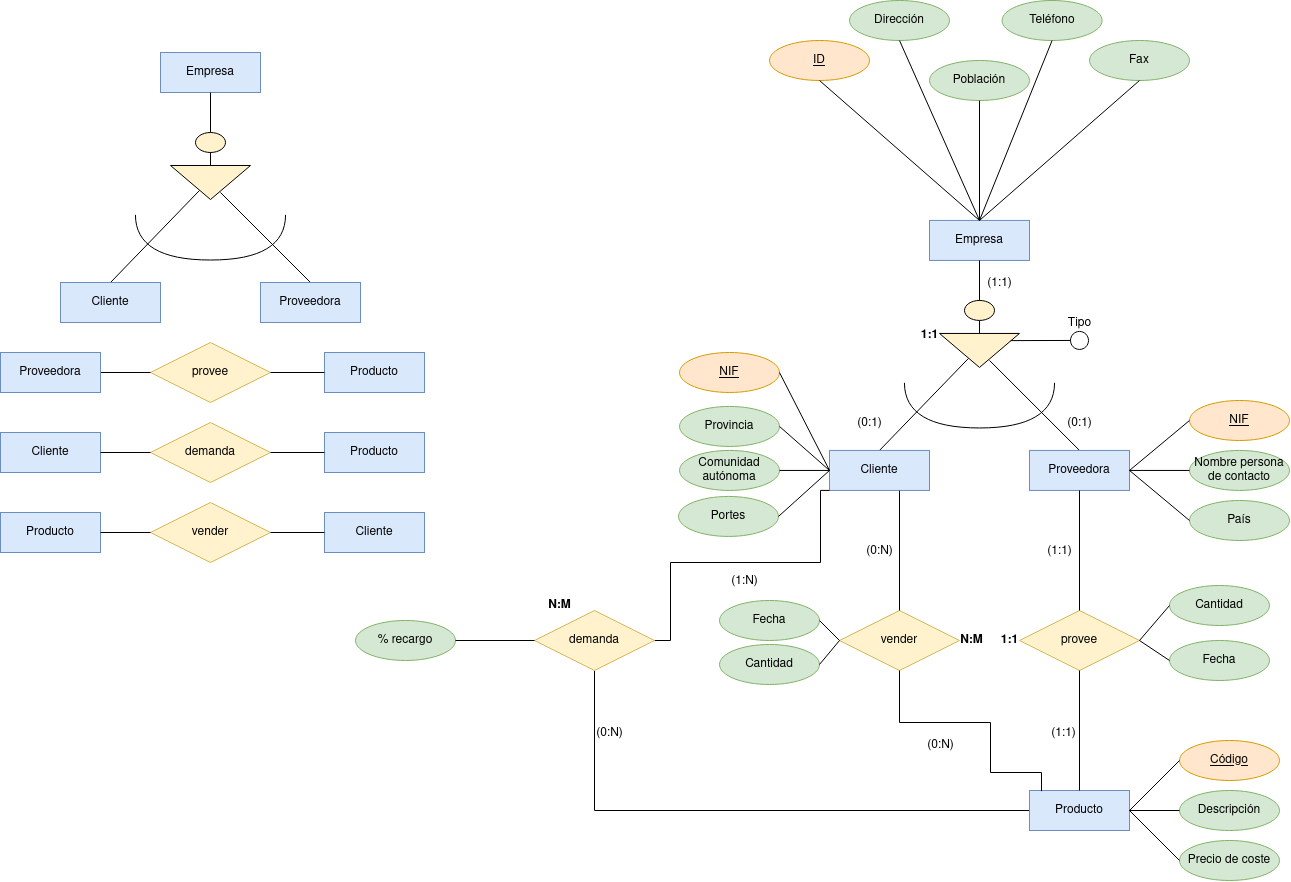 Empresa
Cliente
Proveedora
Proveedora
provee
Producto
Cliente
demanda
Producto
Producto
vender
Cliente
Dirección
Teléfono
ID
Fax
Población
Empresa
(1:1)
Tipo
1:1
NIF
Provincia
Comunidad
autónoma
Portes
(0:1)
(0:1)
Cliente
Proveedora
NIF
Nombre persona
de contacto
País
(0:N)
(1:1)
(1:N)
N:M
% recargo
demanda
Fecha
Cantidad
vender
N:M
1:1
provee
Cantidad
Fecha
(0:N)
(0:N)
(1:1)
Producto
Código
Descripción
Precio de coste